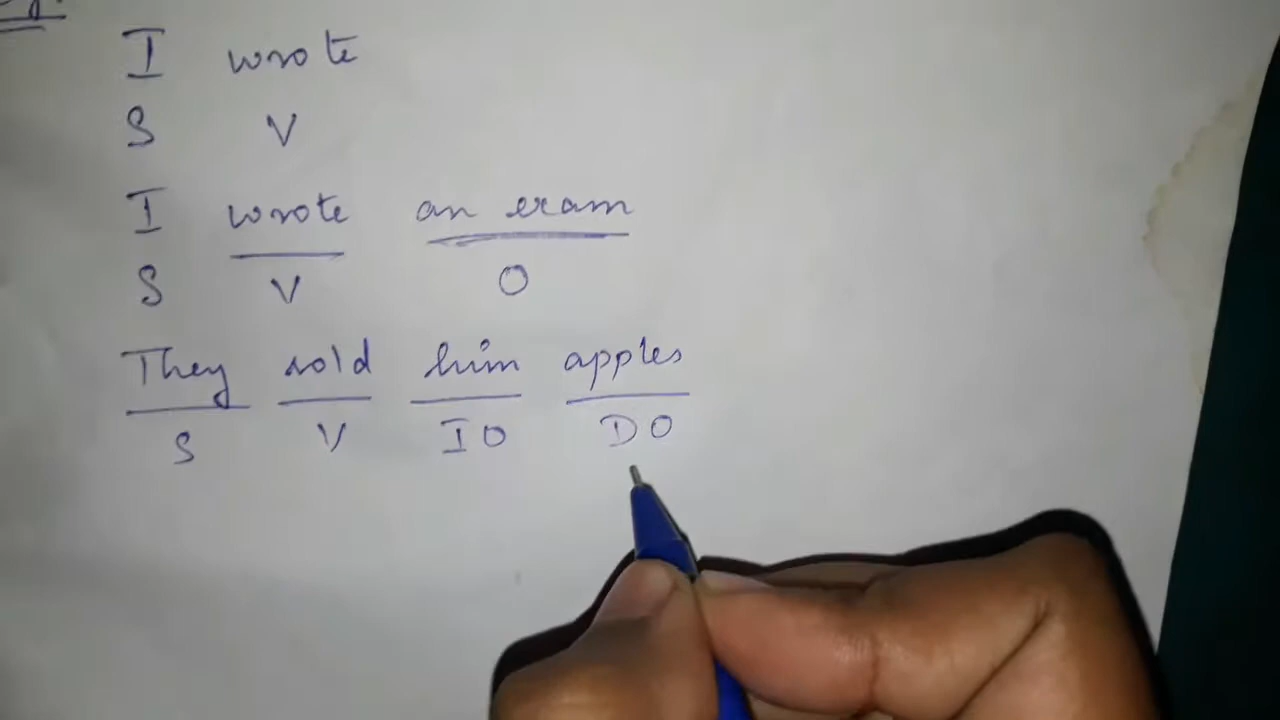 I wrote
S V
I wrote an exam
S V O
They sold him apples
S V IO DO